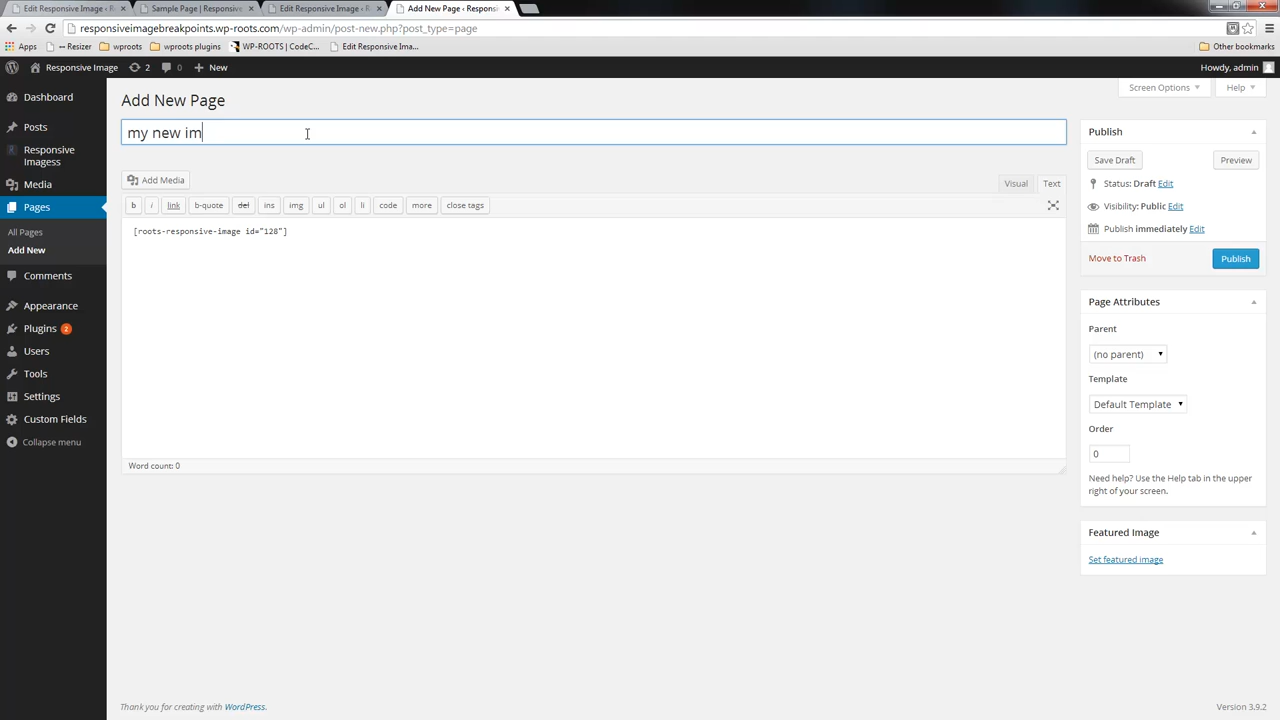 Edit Responsive Image ‹
Sample Page | Responsive
Edit Responsive Image ‹ R
Add New Page ‹ Respons
responsiveimagebreakpoints.wp-roots.com/wp-admin/post-new.php?post_type=page
Apps
-- Resizer
wproots
wproots plugins
WP-ROOTS | CodeC...
Edit Responsive Ima...
Other bookmarks
Responsive Image
2
0
+ New
Howdy, admin
Dashboard
Posts
Responsive
Imagess
Media
Pages
All Pages
Add New
Comments
Appearance
Plugins 2
Users
Tools
Settings
Custom Fields
Collapse menu
Screen Options
Help
Add New Page
my new im
Add Media
Visual
Text
b
i
link
b-quote
del
ins
img
ul
ol
li
code
more
close tags
[roots-responsive-image id="128"]
Word count: 0
Publish
Save Draft
Preview
Status: Draft Edit
Visibility: Public Edit
Publish immediately Edit
Move to Trash
Publish
Page Attributes
Parent
(no parent)
Template
Default Template
Order
0
Need help? Use the Help tab in the upper
right of your screen.
Featured Image
Set featured image
Thank you for creating with WordPress.
Version 3.9.2